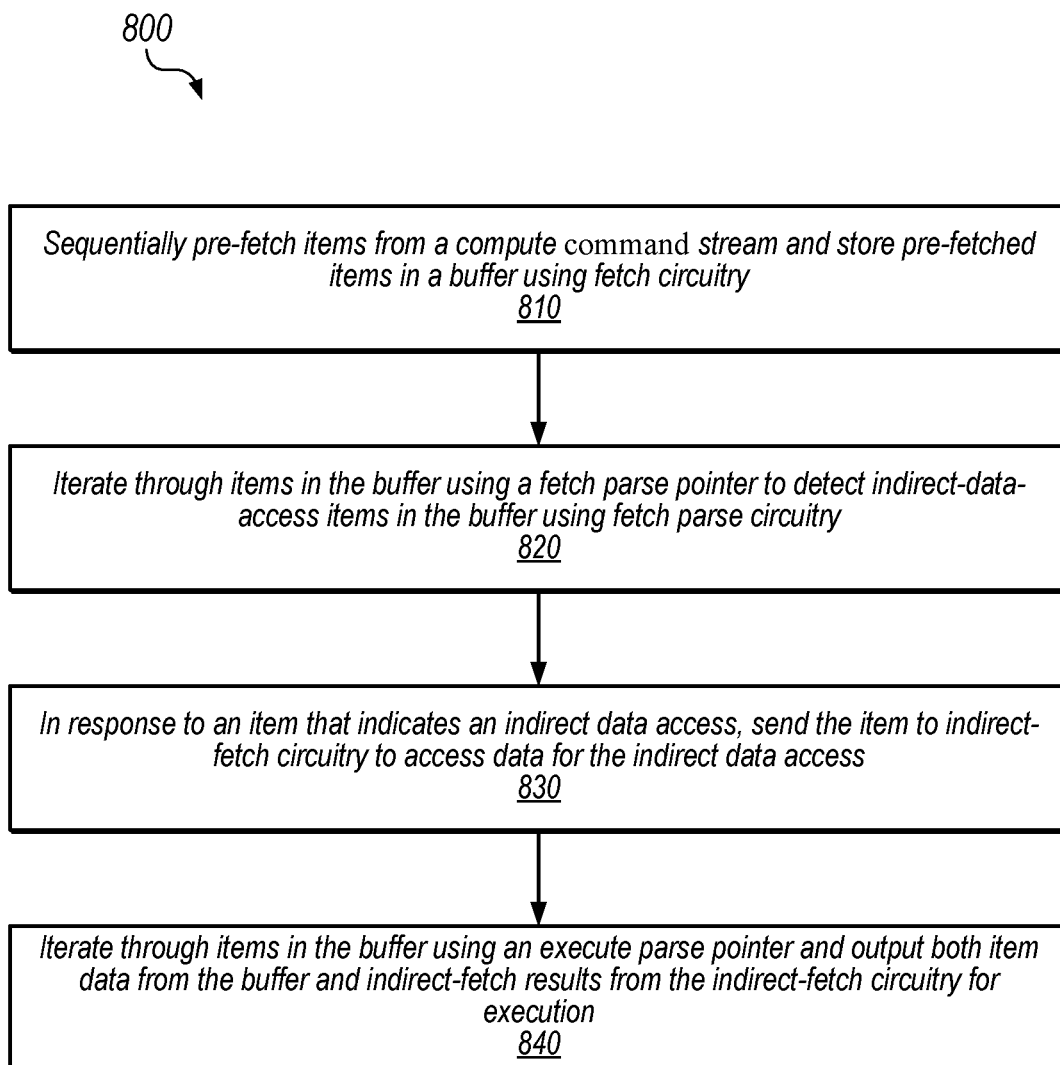 800
Sequentially pre-fetch items from a compute command stream and store pre-fetched
items in a buffer using fetch circuitry
810
Iterate through items in the buffer using a fetch parse pointer to detect indirect-data-
access items in the buffer using fetch parse circuitry
820
In response to an item that indicates an indirect data access, send the item to indirect-
fetch circuitry to access data for the indirect data access
830
Iterate through items in the buffer using an execute parse pointer and output both item
data from the buffer and indirect-fetch results from the indirect-fetch circuitry for
execution
840